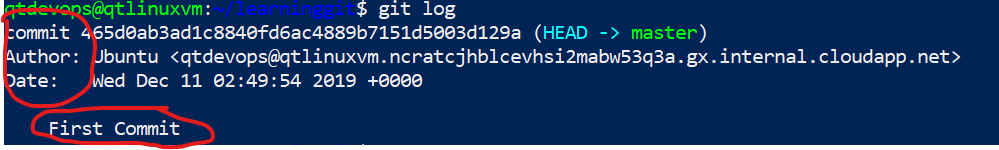 qtdevops@qtlinuxvm:~/learninggit$ git log
commit 465d0ab3ad1c8840fd6ac4889b7151d5003d129a (HEAD -> master)
Author: Ubuntu <qtdevops@qtlinuxvm.ncratcjhblcevhsi2mabw53q3a.gx.internal.cloudapp.net>
Date:   Wed Dec 11 02:49:54 2019 +0000
First Commit